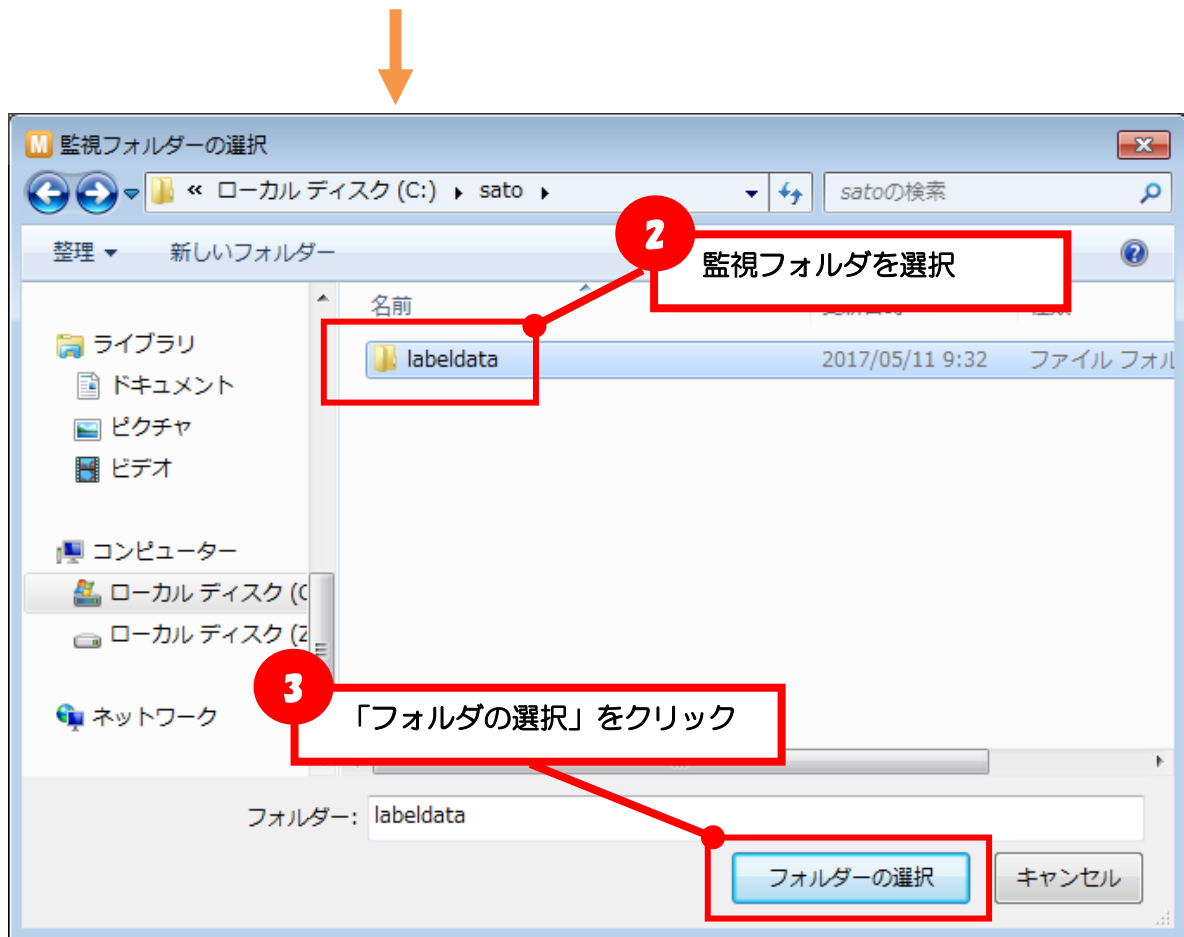 監視フォルダーの選択
« ローカル ディスク (C:) sato
satoの検索
整理
新しいフォルダー
2
監視フォルダを選択
名前
labeldata
2017/05/11 9:32
ファイル フォル
ライブラリ
ドキュメント
ピクチャ
ビデオ
コンピューター
ローカル ディスク (C
ローカル ディスク (Z
ネットワーク
3
「フォルダの選択」をクリック
フォルダー: labeldata
フォルダーの選択
キャンセル